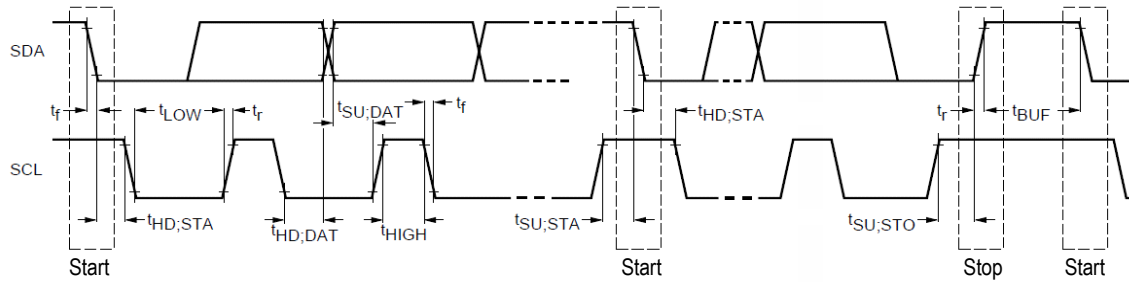 SDA
tf tLOW tr tSU;DAT tf tHD;STA tr tBUF
SCL
tHD;STA tHD;DAT tHIGH tSU;STA tSU;STO
Start Start Stop Start